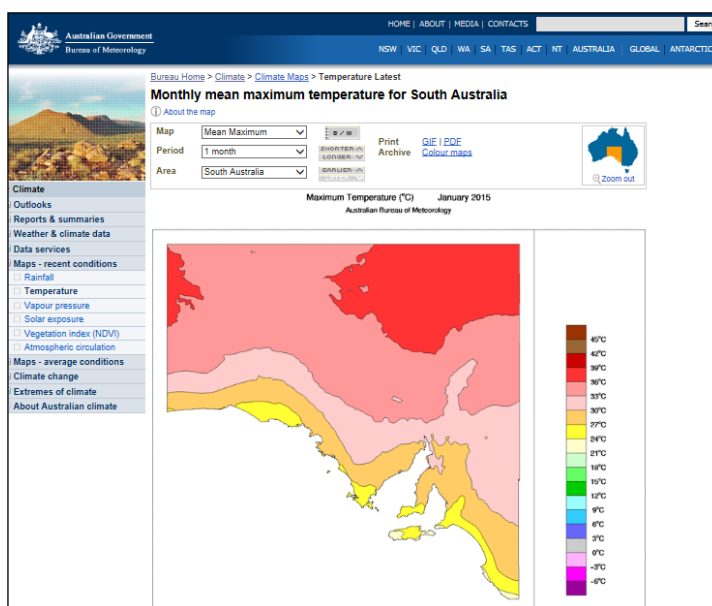 Australian Government
Bureau of Meteorology
HOME | ABOUT | MEDIA | CONTACTS
NSW | VIC | QLD | WA | SA | TAS | ACT | NT | AUSTRALIA | GLOBAL | ANTARCTIC
Bureau Home > Climate > Climate Maps > Temperature Latest
Monthly mean maximum temperature for South Australia
About the map
Map Mean Maximum B / W
Period 1 month SHORTER LONGER
Area South Australia EARLIER LATER
Print GIF | PDF
Archive Colour maps
Zoom out
Climate
Outlooks
Reports & summaries
Weather & climate data
Data services
Maps - recent conditions
Rainfall
Temperature
Vapour pressure
Solar exposure
Vegetation index (NDVI)
Atmospheric circulation
Maps - average conditions
Climate change
Extremes of climate
About Australian climate
Maximum Temperature (°C) January 2015
Australian Bureau of Meteorology
45°C
42°C
39°C
36°C
33°C
30°C
27°C
24°C
21°C
18°C
15°C
12°C
9°C
6°C
3°C
0°C
-3°C
-6°C